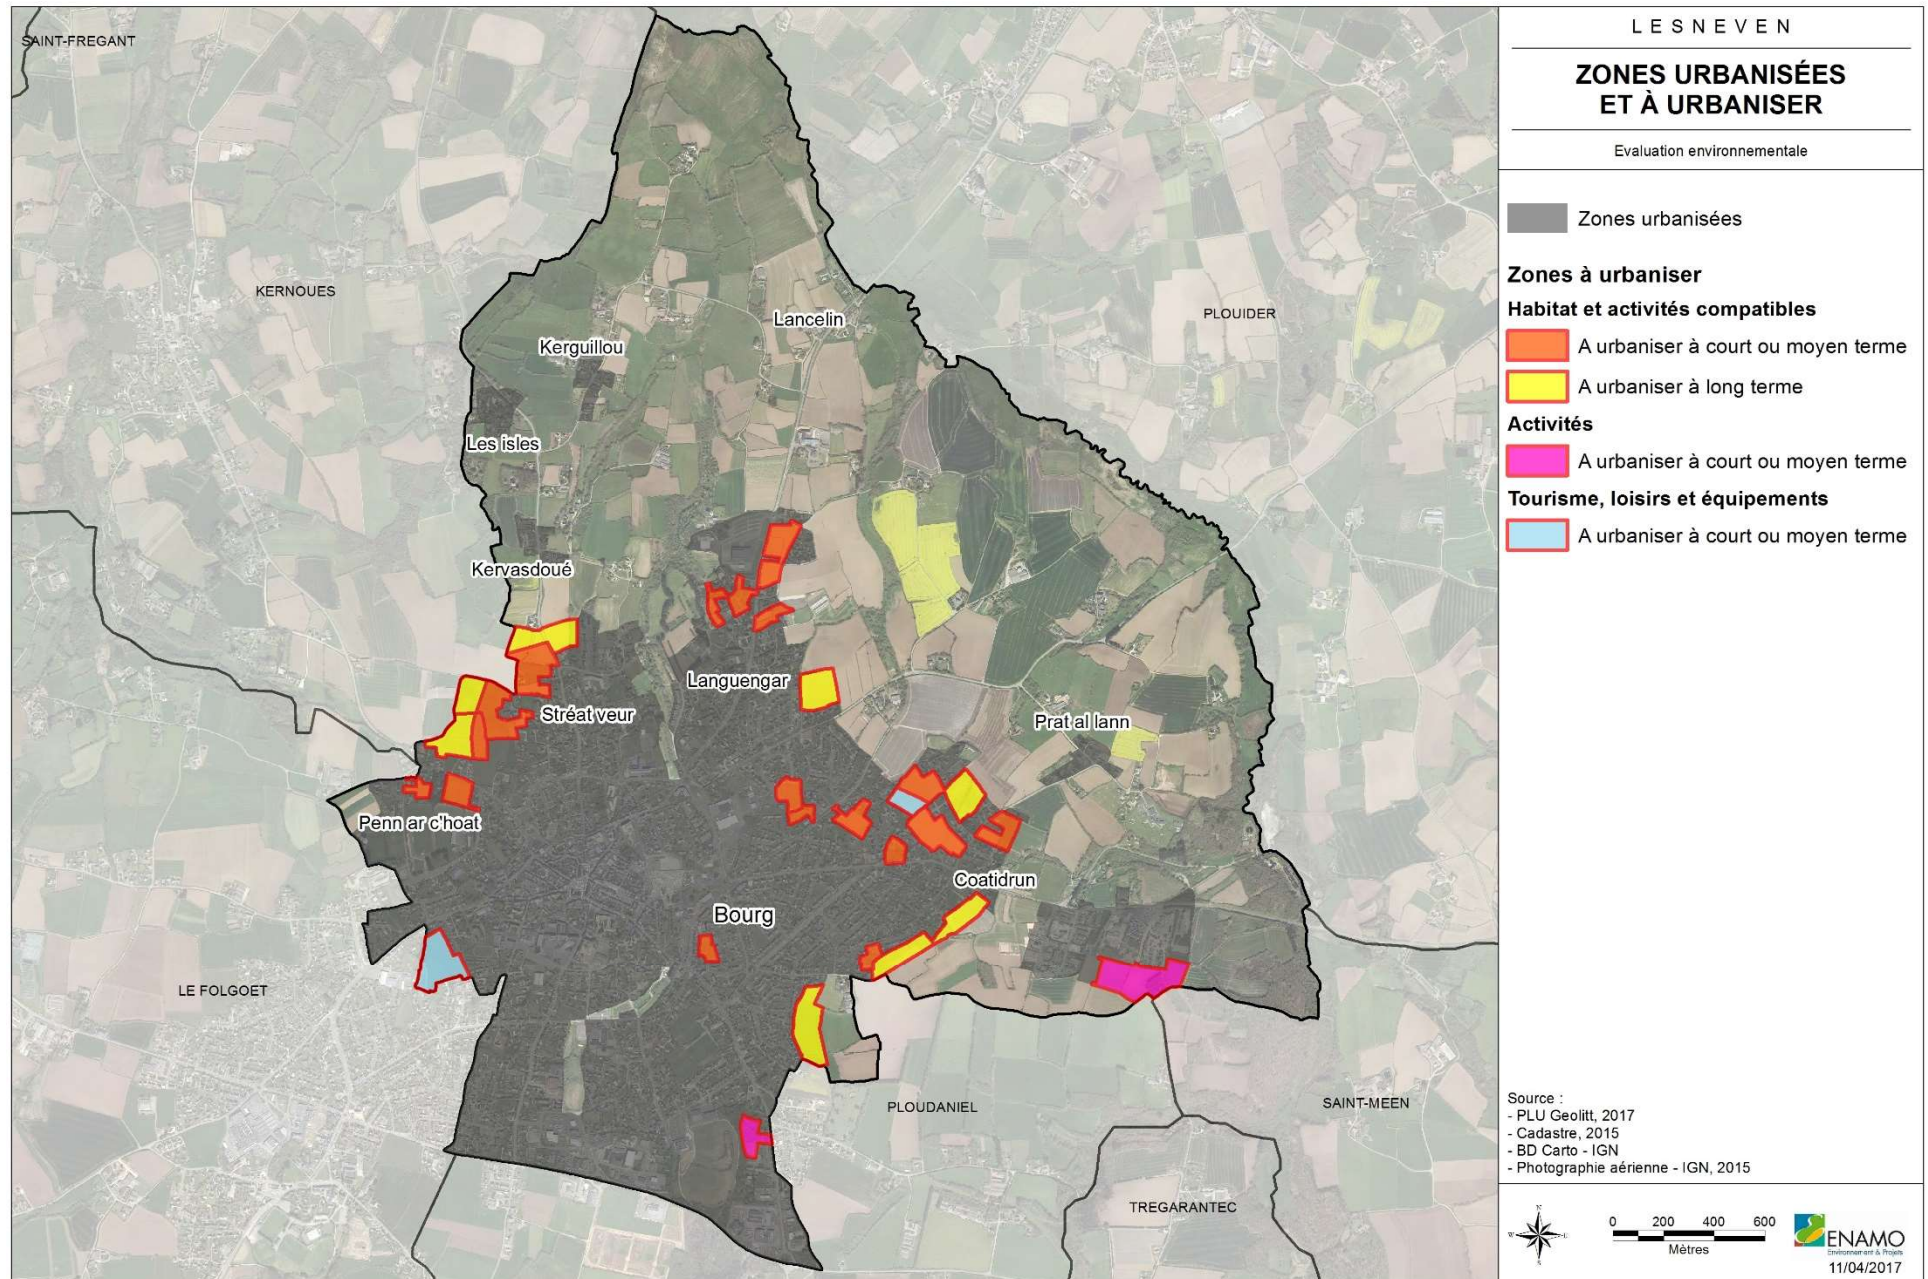 LESNEVEN
ZONES URBANISÉES
ET À URBANISER
Evaluation environnementale
Zones urbanisées
Zones à urbaniser
Habitat et activités compatibles
A urbaniser à court ou moyen terme
A urbaniser à long terme
Activités
A urbaniser à court ou moyen terme
Tourisme, loisirs et équipements
A urbaniser à court ou moyen terme
SAINT-FREGANT
KERNOUES
PLOUIDER
Lancelin
Kerguillou
Les isles
Kervasdoué
Languengar
Stréat veur
Prat al lann
Penn ar c'hoat
Coatidrun
Bourg
LE FOLGOET
PLOUDANIEL
SAINT-MEEN
TREGARANTEC
Source :
- PLU Geolitt, 2017
- Cadastre, 2015
- BD Carto - IGN
- Photographie aérienne - IGN, 2015
N
W E
S
0 200 400 600
Mètres
ENAMO
Environnement & Projets
11/04/2017